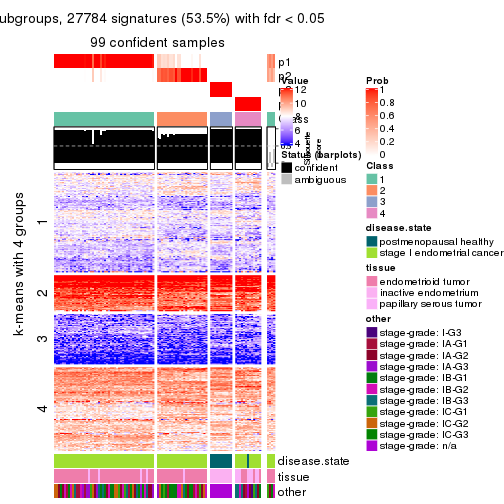 ubgroups, 27784 signatures (53.5%) with fdr < 0.05
99 confident samples
p1
p2
Value
12
10
8
6
4
Prob
1
0.8
0.6
0.4
0.2
0
Silhouette
score
Status (barplots)
confident
ambiguous
Class
1
2
3
4
disease.state
postmenopausal healthy
stage I endometrial cancer
tissue
endometrioid tumor
inactive endometrium
papillary serous tumor
other
stage-grade: I-G3
stage-grade: IA-G1
stage-grade: IA-G2
stage-grade: IA-G3
stage-grade: IB-G1
stage-grade: IB-G2
stage-grade: IB-G3
stage-grade: IC-G1
stage-grade: IC-G2
stage-grade: IC-G3
stage-grade: n/a
k-means with 4 groups
1
2
3
4
disease.state
tissue
other